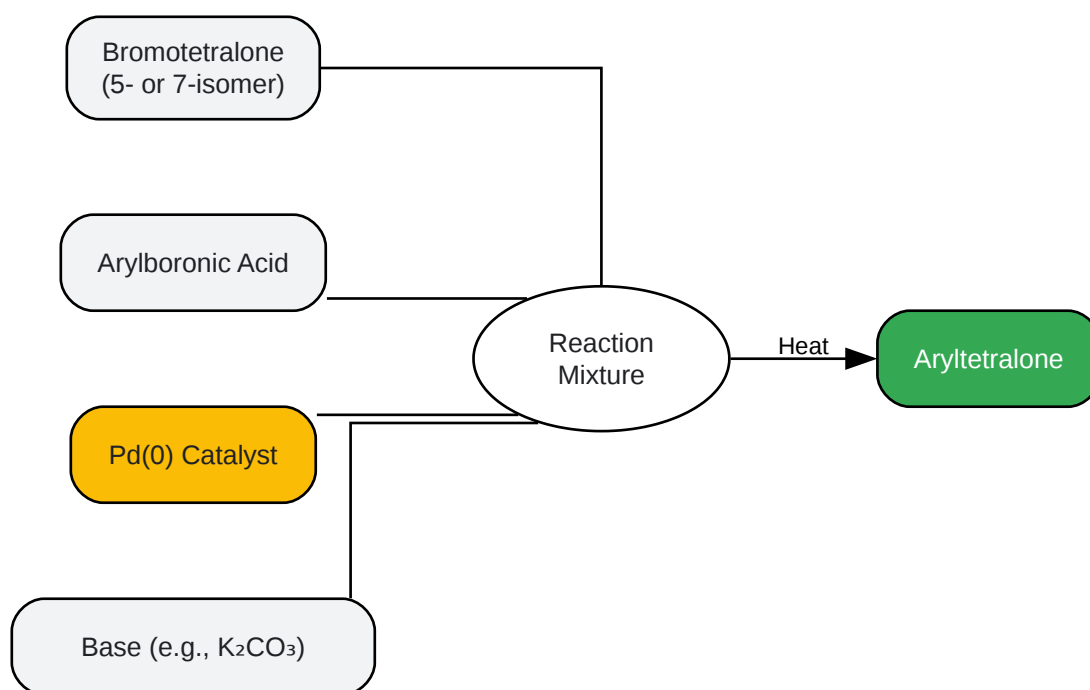 Bromotetralone
(5- or 7-isomer)
Arylboronic Acid
Reaction
Mixture
Heat
Aryltetralone
Pd(0) Catalyst
Base (e.g., K₂CO₃)